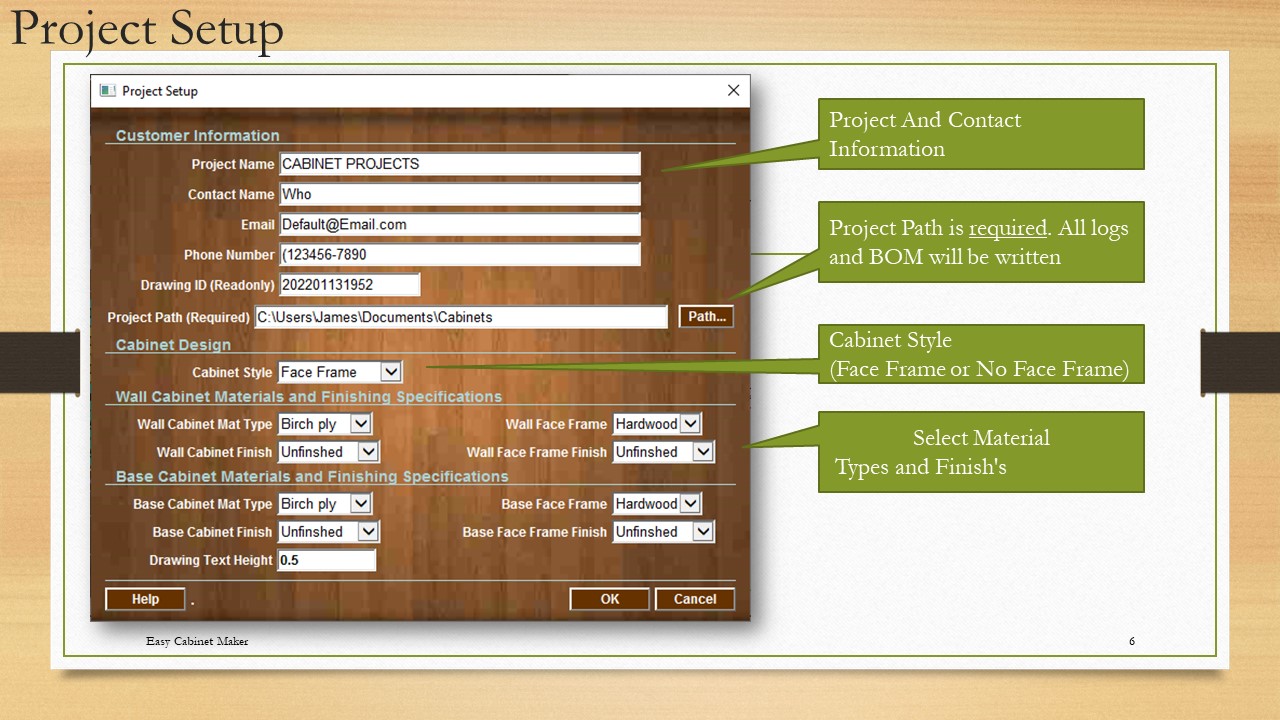 Project Setup
Project Setup
Customer Information
Project Name CABINET PROJECTS
Contact Name Who
Email Default@Email.com
Phone Number (123456-7890
Drawing ID (Readonly) 202201131952
Project Path (Required) C:\Users\James\Documents\Cabinets Path...
Cabinet Design
Cabinet Style Face Frame
Wall Cabinet Materials and Finishing Specifications
Wall Cabinet Mat Type Birch ply Wall Face Frame Hardwood
Wall Cabinet Finish Unfinshed Wall Face Frame Finish Unfinshed
Base Cabinet Materials and Finishing Specifications
Base Cabinet Mat Type Birch ply Base Face Frame Hardwood
Base Cabinet Finish Unfinshed Base Face Frame Finish Unfinshed
Drawing Text Height 0.5
Help . OK Cancel
Project And Contact
Information
Project Path is required. All logs
and BOM will be written
Cabinet Style
(Face Frame or No Face Frame)
Select Material
Types and Finish's
Easy Cabinet Maker 6